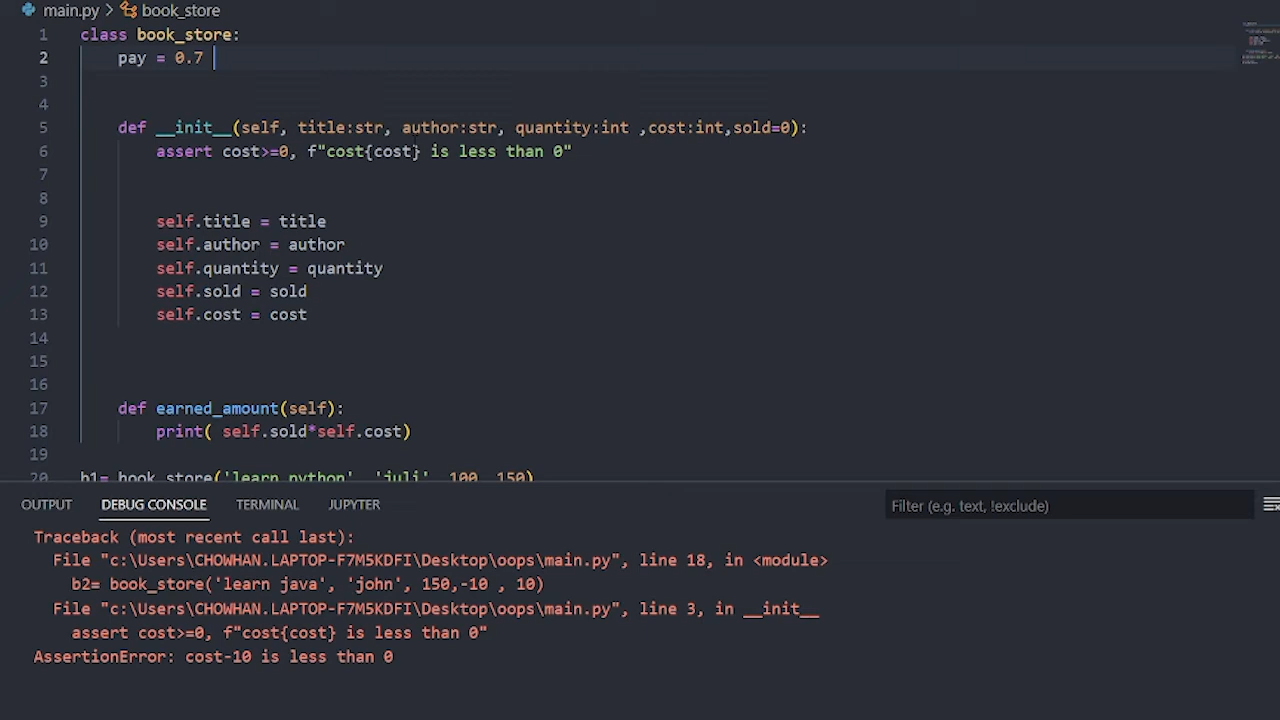 main.py > book_store
1 class book_store:
2     pay = 0.7
3
4
5     def __init__(self, title:str, author:str, quantity:int ,cost:int,sold=0):
6         assert cost>=0, f"cost{cost} is less than 0"
7
8
9         self.title = title
10         self.author = author
11         self.quantity = quantity
12         self.sold = sold
13         self.cost = cost
14
15
16
17     def earned_amount(self):
18         print( self.sold*self.cost)
19
20 b1= book_store('learn python', 'juli', 100, 150)
OUTPUT DEBUG CONSOLE TERMINAL JUPYTER Filter (e.g. text, !exclude)
Traceback (most recent call last):
  File "c:\Users\CHOWHAN.LAPTOP-F7M5KDFI\Desktop\oops\main.py", line 18, in <module>
    b2= book_store('learn java', 'john', 150,-10 , 10)
  File "c:\Users\CHOWHAN.LAPTOP-F7M5KDFI\Desktop\oops\main.py", line 3, in __init__
    assert cost>=0, f"cost{cost} is less than 0"
AssertionError: cost-10 is less than 0